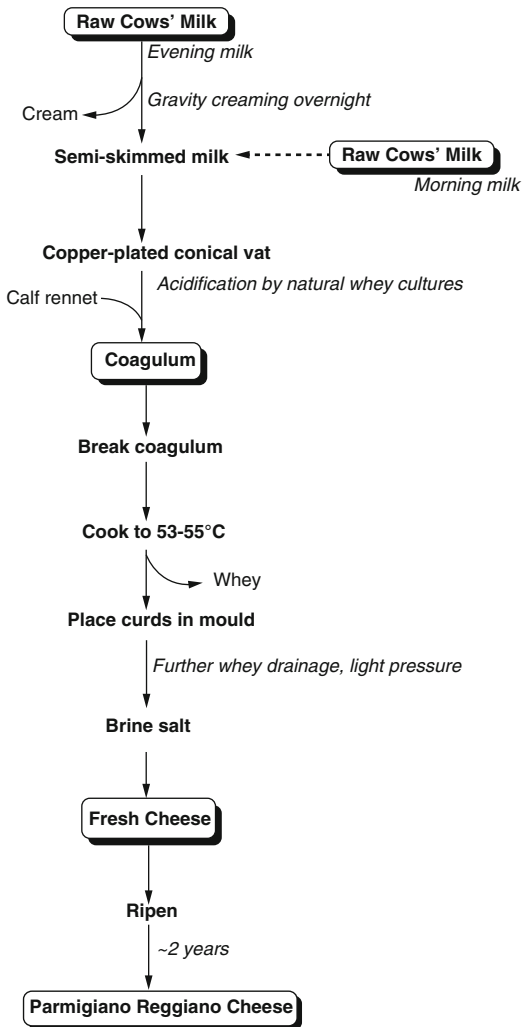 Raw Cows' Milk
Evening milk
Gravity creaming overnight
Cream
Semi-skimmed milk
Raw Cows' Milk
Morning milk
Copper-plated conical vat
Acidification by natural whey cultures
Calf rennet
Coagulum
Break coagulum
Cook to 53-55°C
Whey
Place curds in mould
Further whey drainage, light pressure
Brine salt
Fresh Cheese
Ripen
~2 years
Parmigiano Reggiano Cheese